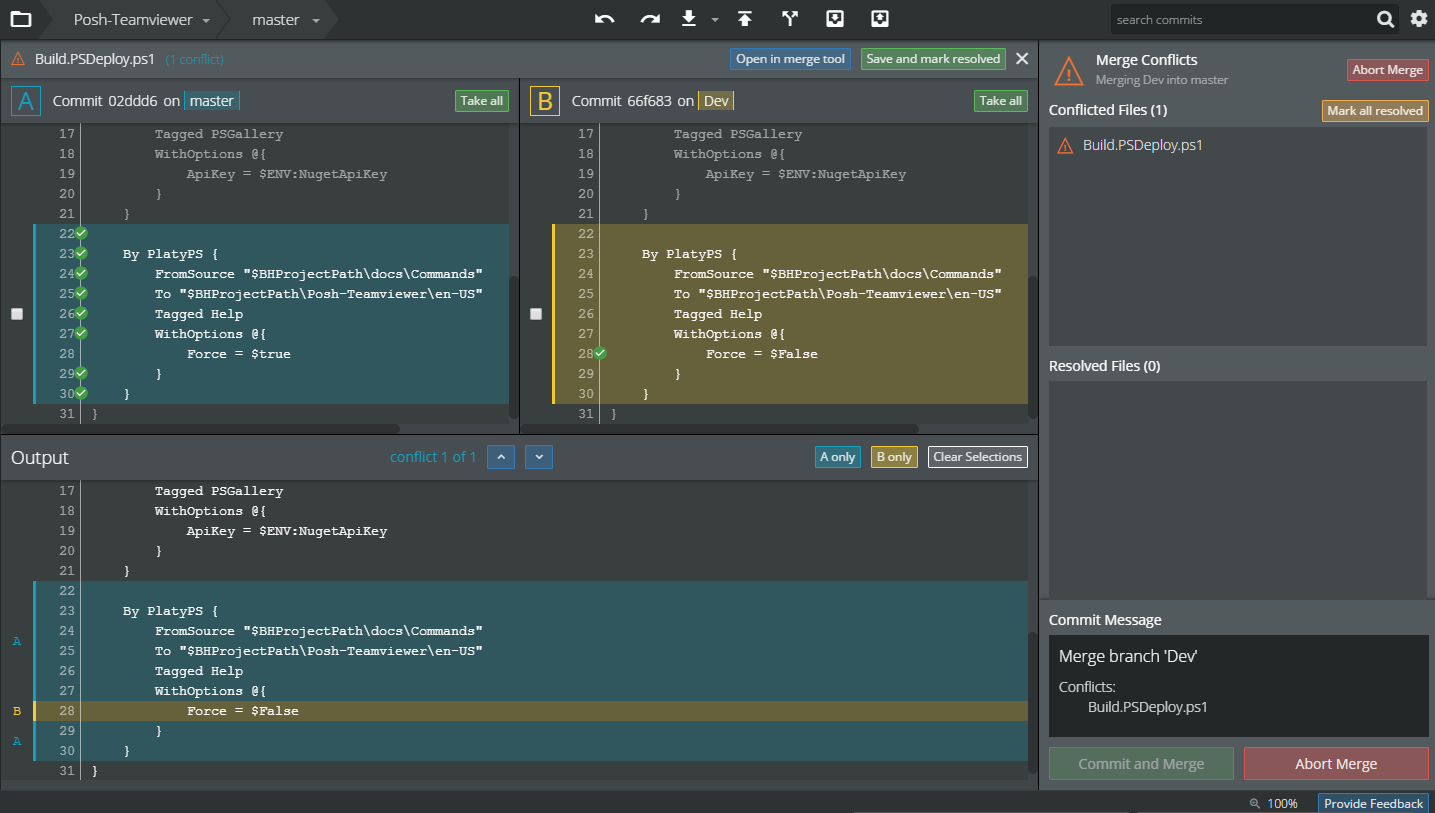 Posh-Teamviewer
master
search commits
Build.PSDeploy.ps1 (1 conflict)
Open in merge tool
Save and mark resolved
A Commit 02ddd6 on master
Take all
17 Tagged PSGallery
18 WithOptions @{
19 ApiKey = $ENV:NugetApiKey
20 }
21 }
22
23 By PlatyPS {
24 FromSource "$BHProjectPath\docs\Commands"
25 To "$BHProjectPath\Posh-Teamviewer\en-US"
26 Tagged Help
27 WithOptions @{
28 Force = $true
29 }
30 }
31 }
B Commit 66f683 on Dev
Take all
17 Tagged PSGallery
18 WithOptions @{
19 ApiKey = $ENV:NugetApiKey
20 }
21 }
22
23 By PlatyPS {
24 FromSource "$BHProjectPath\docs\Commands"
25 To "$BHProjectPath\Posh-Teamviewer\en-US"
26 Tagged Help
27 WithOptions @{
28 Force = $False
29 }
30 }
31 }
Output
conflict 1 of 1
A only
B only
Clear Selections
17 Tagged PSGallery
18 WithOptions @{
19 ApiKey = $ENV:NugetApiKey
20 }
21 }
22
23 By PlatyPS {
A
24 FromSource "$BHProjectPath\docs\Commands"
25 To "$BHProjectPath\Posh-Teamviewer\en-US"
26 Tagged Help
27 WithOptions @{
B 28 Force = $False
29 }
A
30 }
31 }
Merge Conflicts
Merging Dev into master
Abort Merge
Conflicted Files (1)
Mark all resolved
Build.PSDeploy.ps1
Resolved Files (0)
Commit Message
Merge branch 'Dev'
Conflicts:
Build.PSDeploy.ps1
Commit and Merge
Abort Merge
100%
Provide Feedback